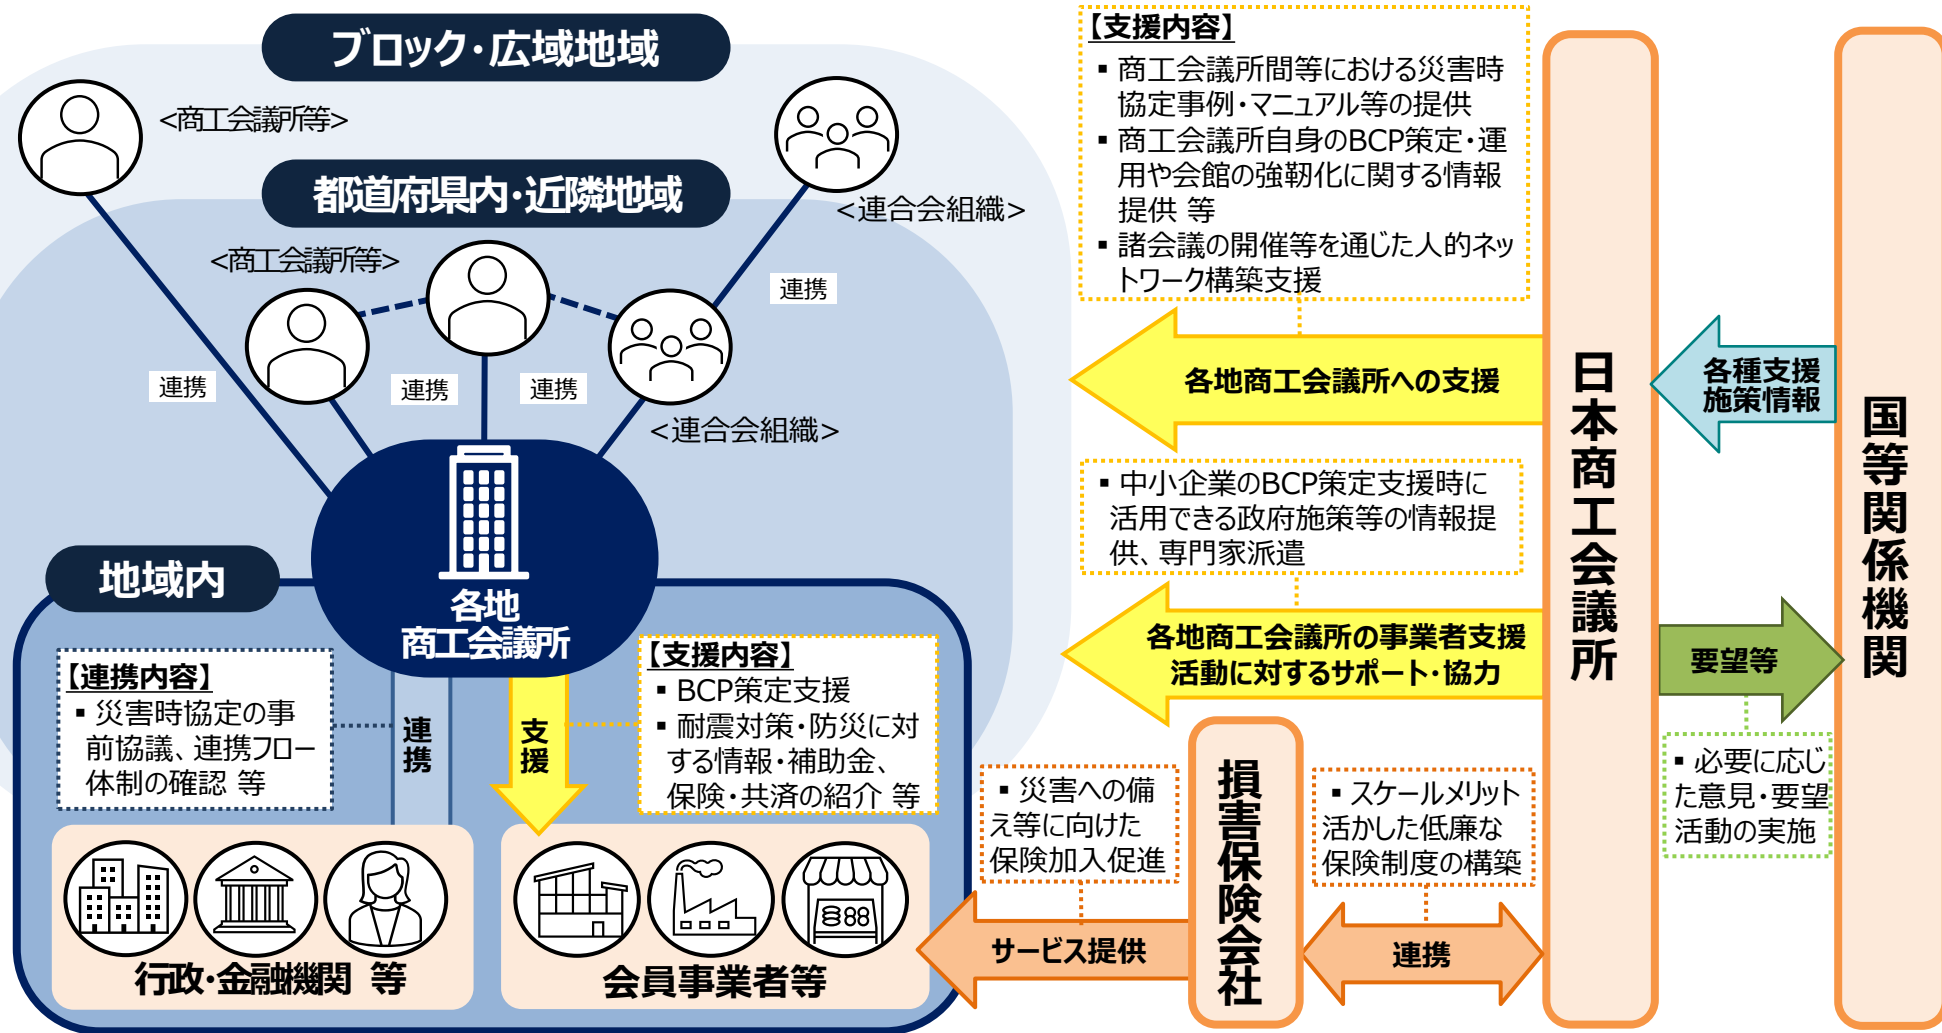 ブロック・広域地域
<商工会議所等>
都道府県内・近隣地域
<連合会組織>
<商工会議所等>
連携
連携
連携
連携
<連合会組織>
各地
商工会議所
地域内
【連携内容】
▪ 災害時協定の事
前協議、連携フロー
体制の確認 等
連携
支援
【支援内容】
▪ BCP策定支援
▪ 耐震対策・防災に対
する情報・補助金、
保険・共済の紹介 等
行政・金融機関 等
会員事業者等
【支援内容】
▪ 商工会議所間等における災害時
協定事例・マニュアル等の提供
▪ 商工会議所自身のBCP策定・運
用や会館の強靭化に関する情報
提供 等
▪ 諸会議の開催等を通じた人的ネッ
トワーク構築支援
各地商工会議所への支援
▪ 中小企業のBCP策定支援時に
活用できる政府施策等の情報提
供、専門家派遣
各地商工会議所の事業者支援
活動に対するサポート・協力
▪ 災害への備
え等に向けた
保険加入促進
サービス提供
損害保険会社
▪ スケールメリット
活かした低廉な
保険制度の構築
連携
日本商工会議所
各種支援
施策情報
要望等
▪ 必要に応じ
た意見・要望
活動の実施
国等関係機関